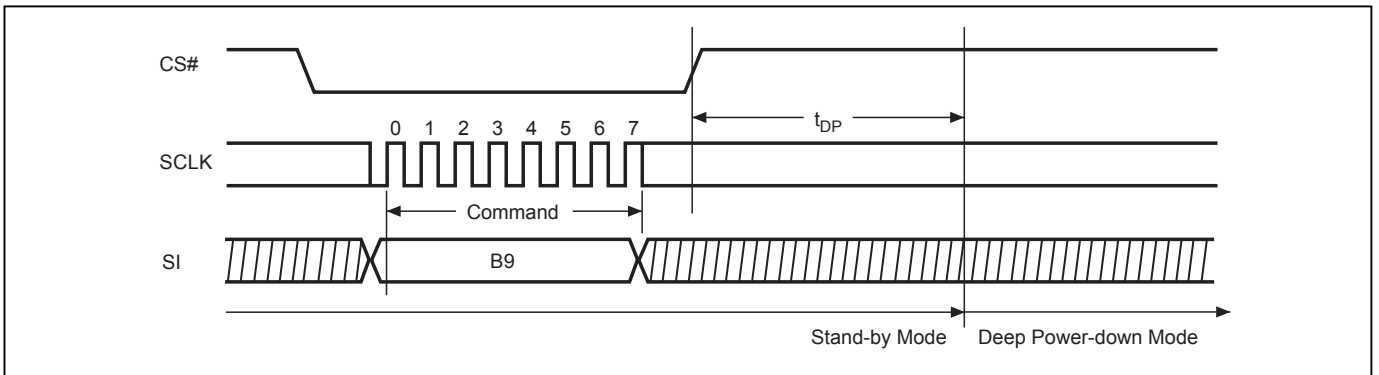 CS#
tDP
0 1 2 3 4 5 6 7
SCLK
Command
SI
B9
Stand-by Mode Deep Power-down Mode